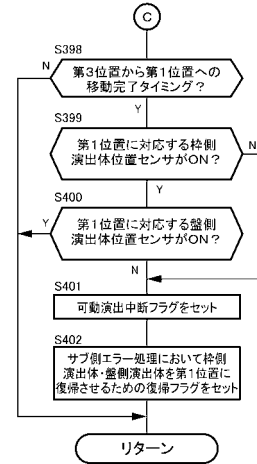 C
S398
N
第3位置から第1位置への
移動完了タイミング？
Y
S399
第1位置に対応する枠側
演出体位置センサがON？
N
Y
S400
第1位置に対応する盤側
演出体位置センサがON？
Y
N
S401
可動演出中断フラグをセット
S402
サブ側エラー処理において枠側
演出体・盤側演出体を第1位置に
復帰させるための復帰フラグをセット
リターン